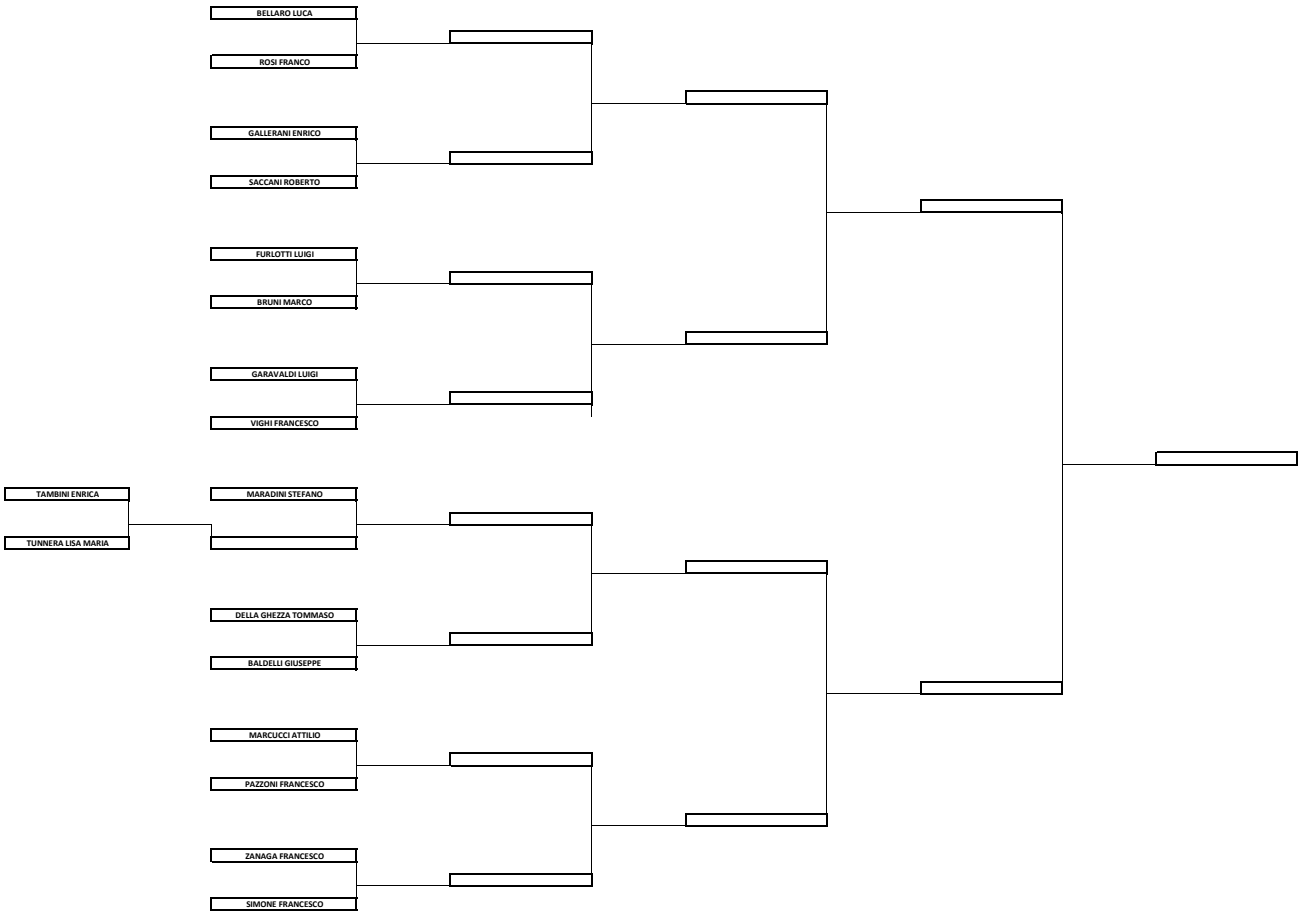 BELLARO LUCA
ROSI FRANCO
GALLERANI ENRICO
SACCANI ROBERTO
FURLOTTI LUIGI
BRUNI MARCO
GARAVALDI LUIGI
VIGHI FRANCESCO
TAMBINI ENRICA
MARADINI STEFANO
TUNNERA LISA MARIA
DELLA GHEZZA TOMMASO
BALDELLI GIUSEPPE
MARCUCCI ATTILIO
PAZZONI FRANCESCO
ZANAGA FRANCESCO
SIMONE FRANCESCO